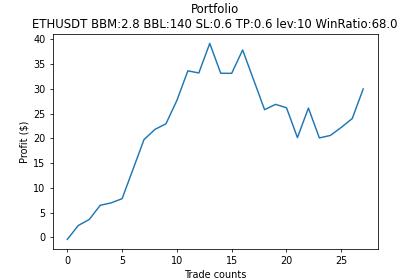 Portfolio
ETHUSDT BBM:2.8 BBL:140 SL:0.6 TP:0.6 lev:10 WinRatio:68.0
40
35
30
25
20
15
10
5
0
Profit ($)
0 5 10 15 20 25
Trade counts